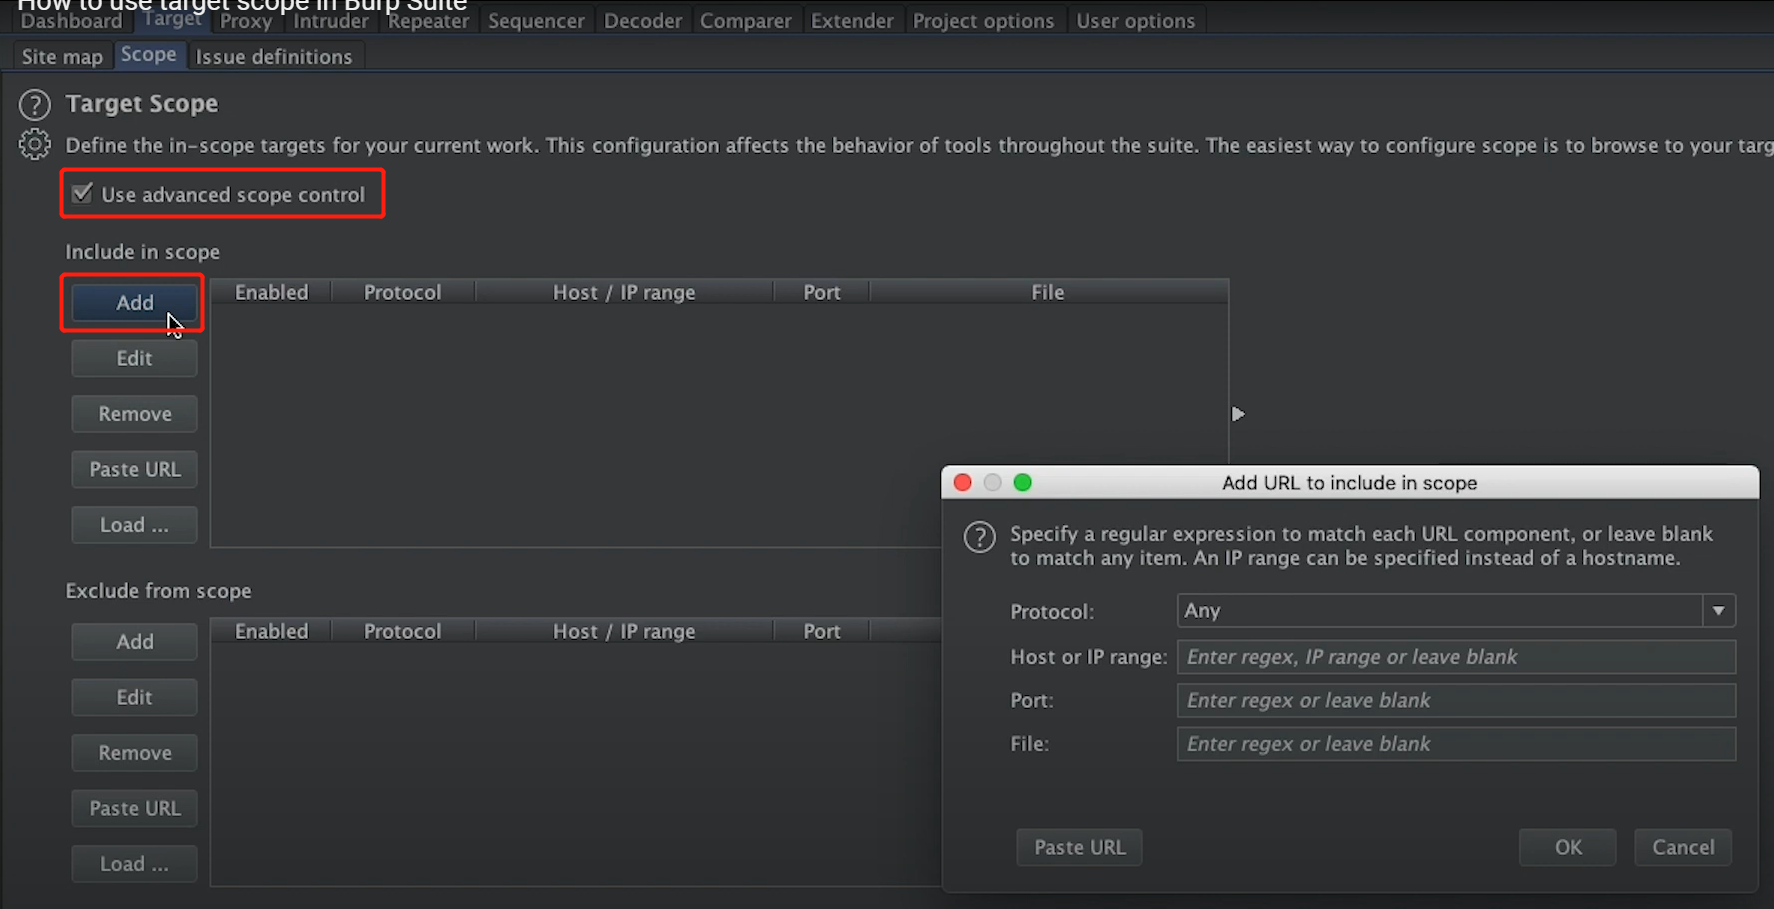 How to use target scope in Burp Suite
Dashboard Target Proxy Intruder Repeater Sequencer Decoder Comparer Extender Project options User options
Site map Scope Issue definitions
? Target Scope
Define the in-scope targets for your current work. This configuration affects the behavior of tools throughout the suite. The easiest way to configure scope is to browse to your targ
Use advanced scope control
Include in scope
Add
Enabled Protocol Host / IP range Port File
Edit
Remove
Paste URL
Load ...
Exclude from scope
Add
Enabled Protocol Host / IP range Port
Edit
Remove
Paste URL
Load ...
Add URL to include in scope
? Specify a regular expression to match each URL component, or leave blank
to match any item. An IP range can be specified instead of a hostname.
Protocol: Any
Host or IP range: Enter regex, IP range or leave blank
Port: Enter regex or leave blank
File: Enter regex or leave blank
Paste URL OK Cancel